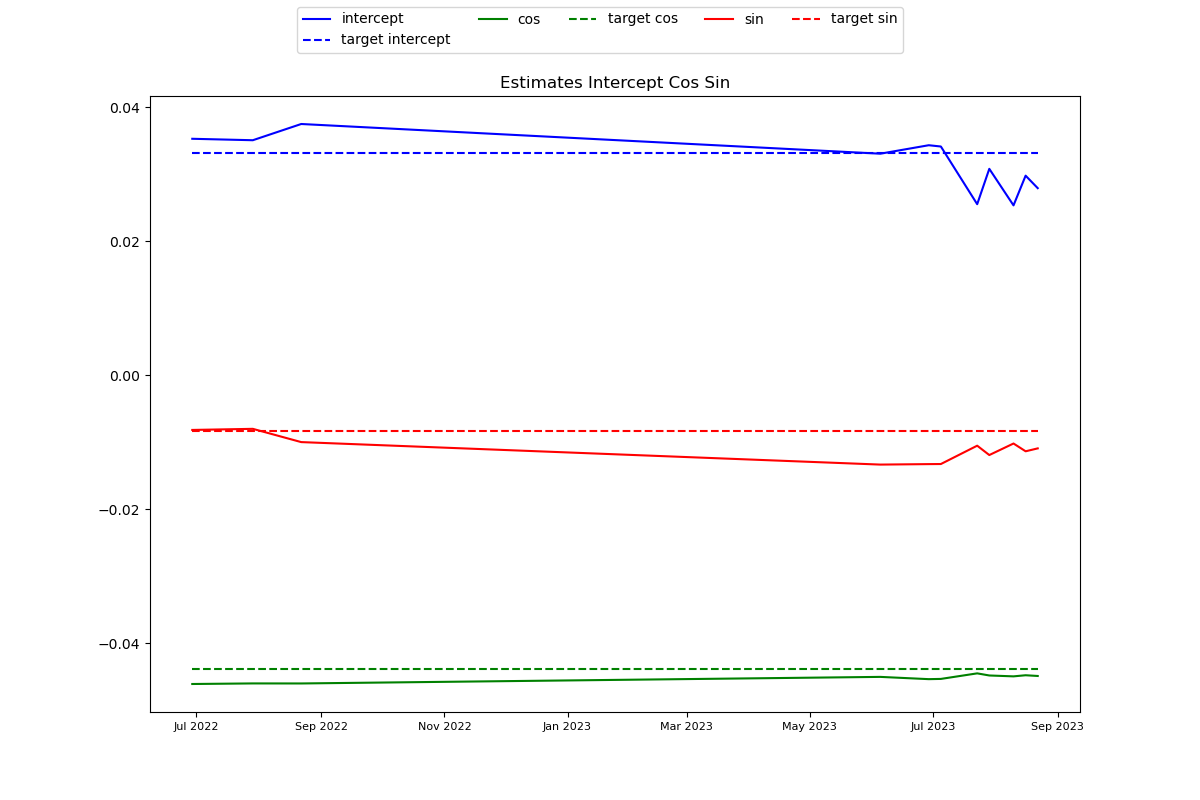 intercept cos target cos sin target sin
target intercept
Estimates Intercept Cos Sin
0.04
0.02
0.00
−0.02
−0.04
Jul 2022 Sep 2022 Nov 2022 Jan 2023 Mar 2023 May 2023 Jul 2023 Sep 2023